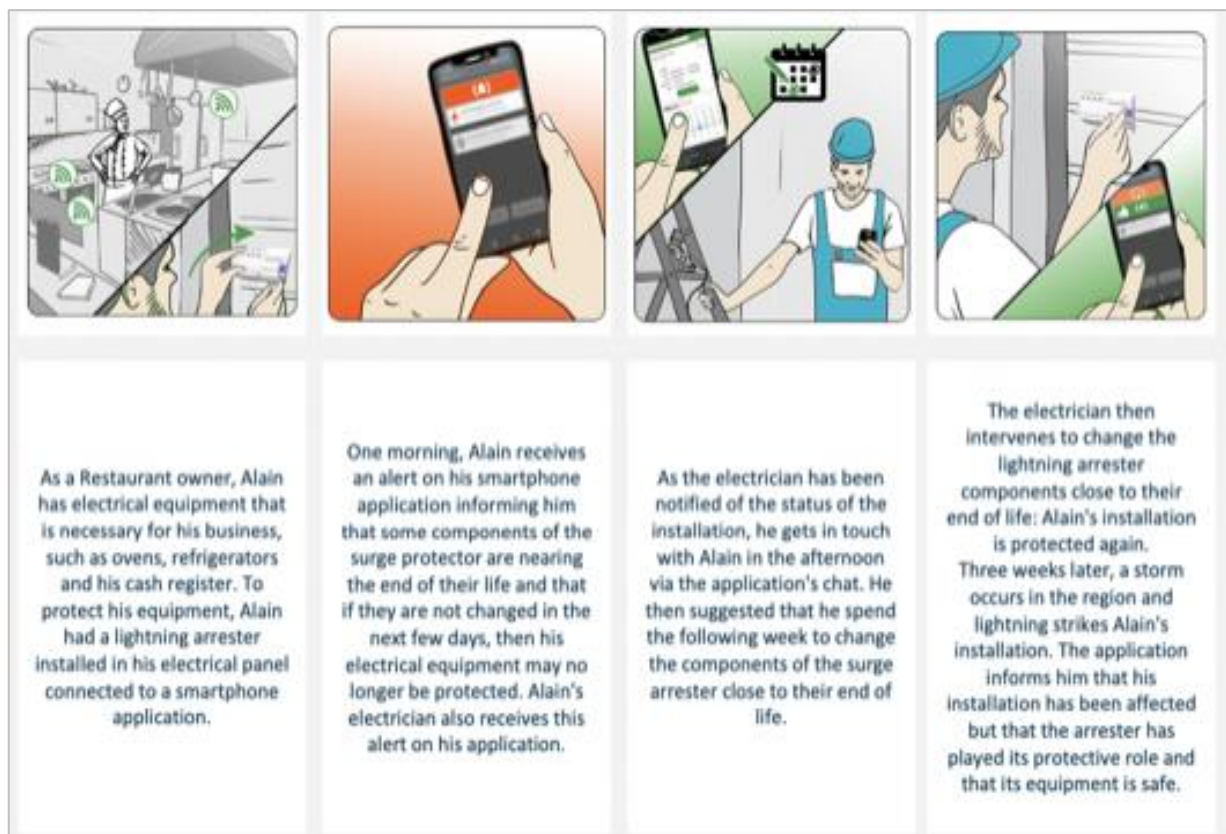 As a Restaurant owner, Alain
has electrical equipment that
is necessary for his business,
such as ovens, refrigerators
and his cash register. To
protect his equipment, Alain
had a lightning arrester
installed in his electrical panel
connected to a smartphone
application.
One morning, Alain receives
an alert on his smartphone
application informing him
that some components of the
surge protector are nearing
the end of their life and that
if they are not changed in the
next few days, then his
electrical equipment may no
longer be protected. Alain's
electrician also receives this
alert on his application.
As the electrician has been
notified of the status of the
installation, he gets in touch
with Alain in the afternoon
via the application's chat. He
then suggested that he spend
the following week to change
the components of the surge
arrester close to their end of
life.
The electrician then
intervenes to change the
lightning arrester
components close to their
end of life: Alain's installation
is protected again.
Three weeks later, a storm
occurs in the region and
lightning strikes Alain's
installation. The application
informs him that his
installation has been affected
but that the arrester has
played its protective role and
that its equipment is safe.